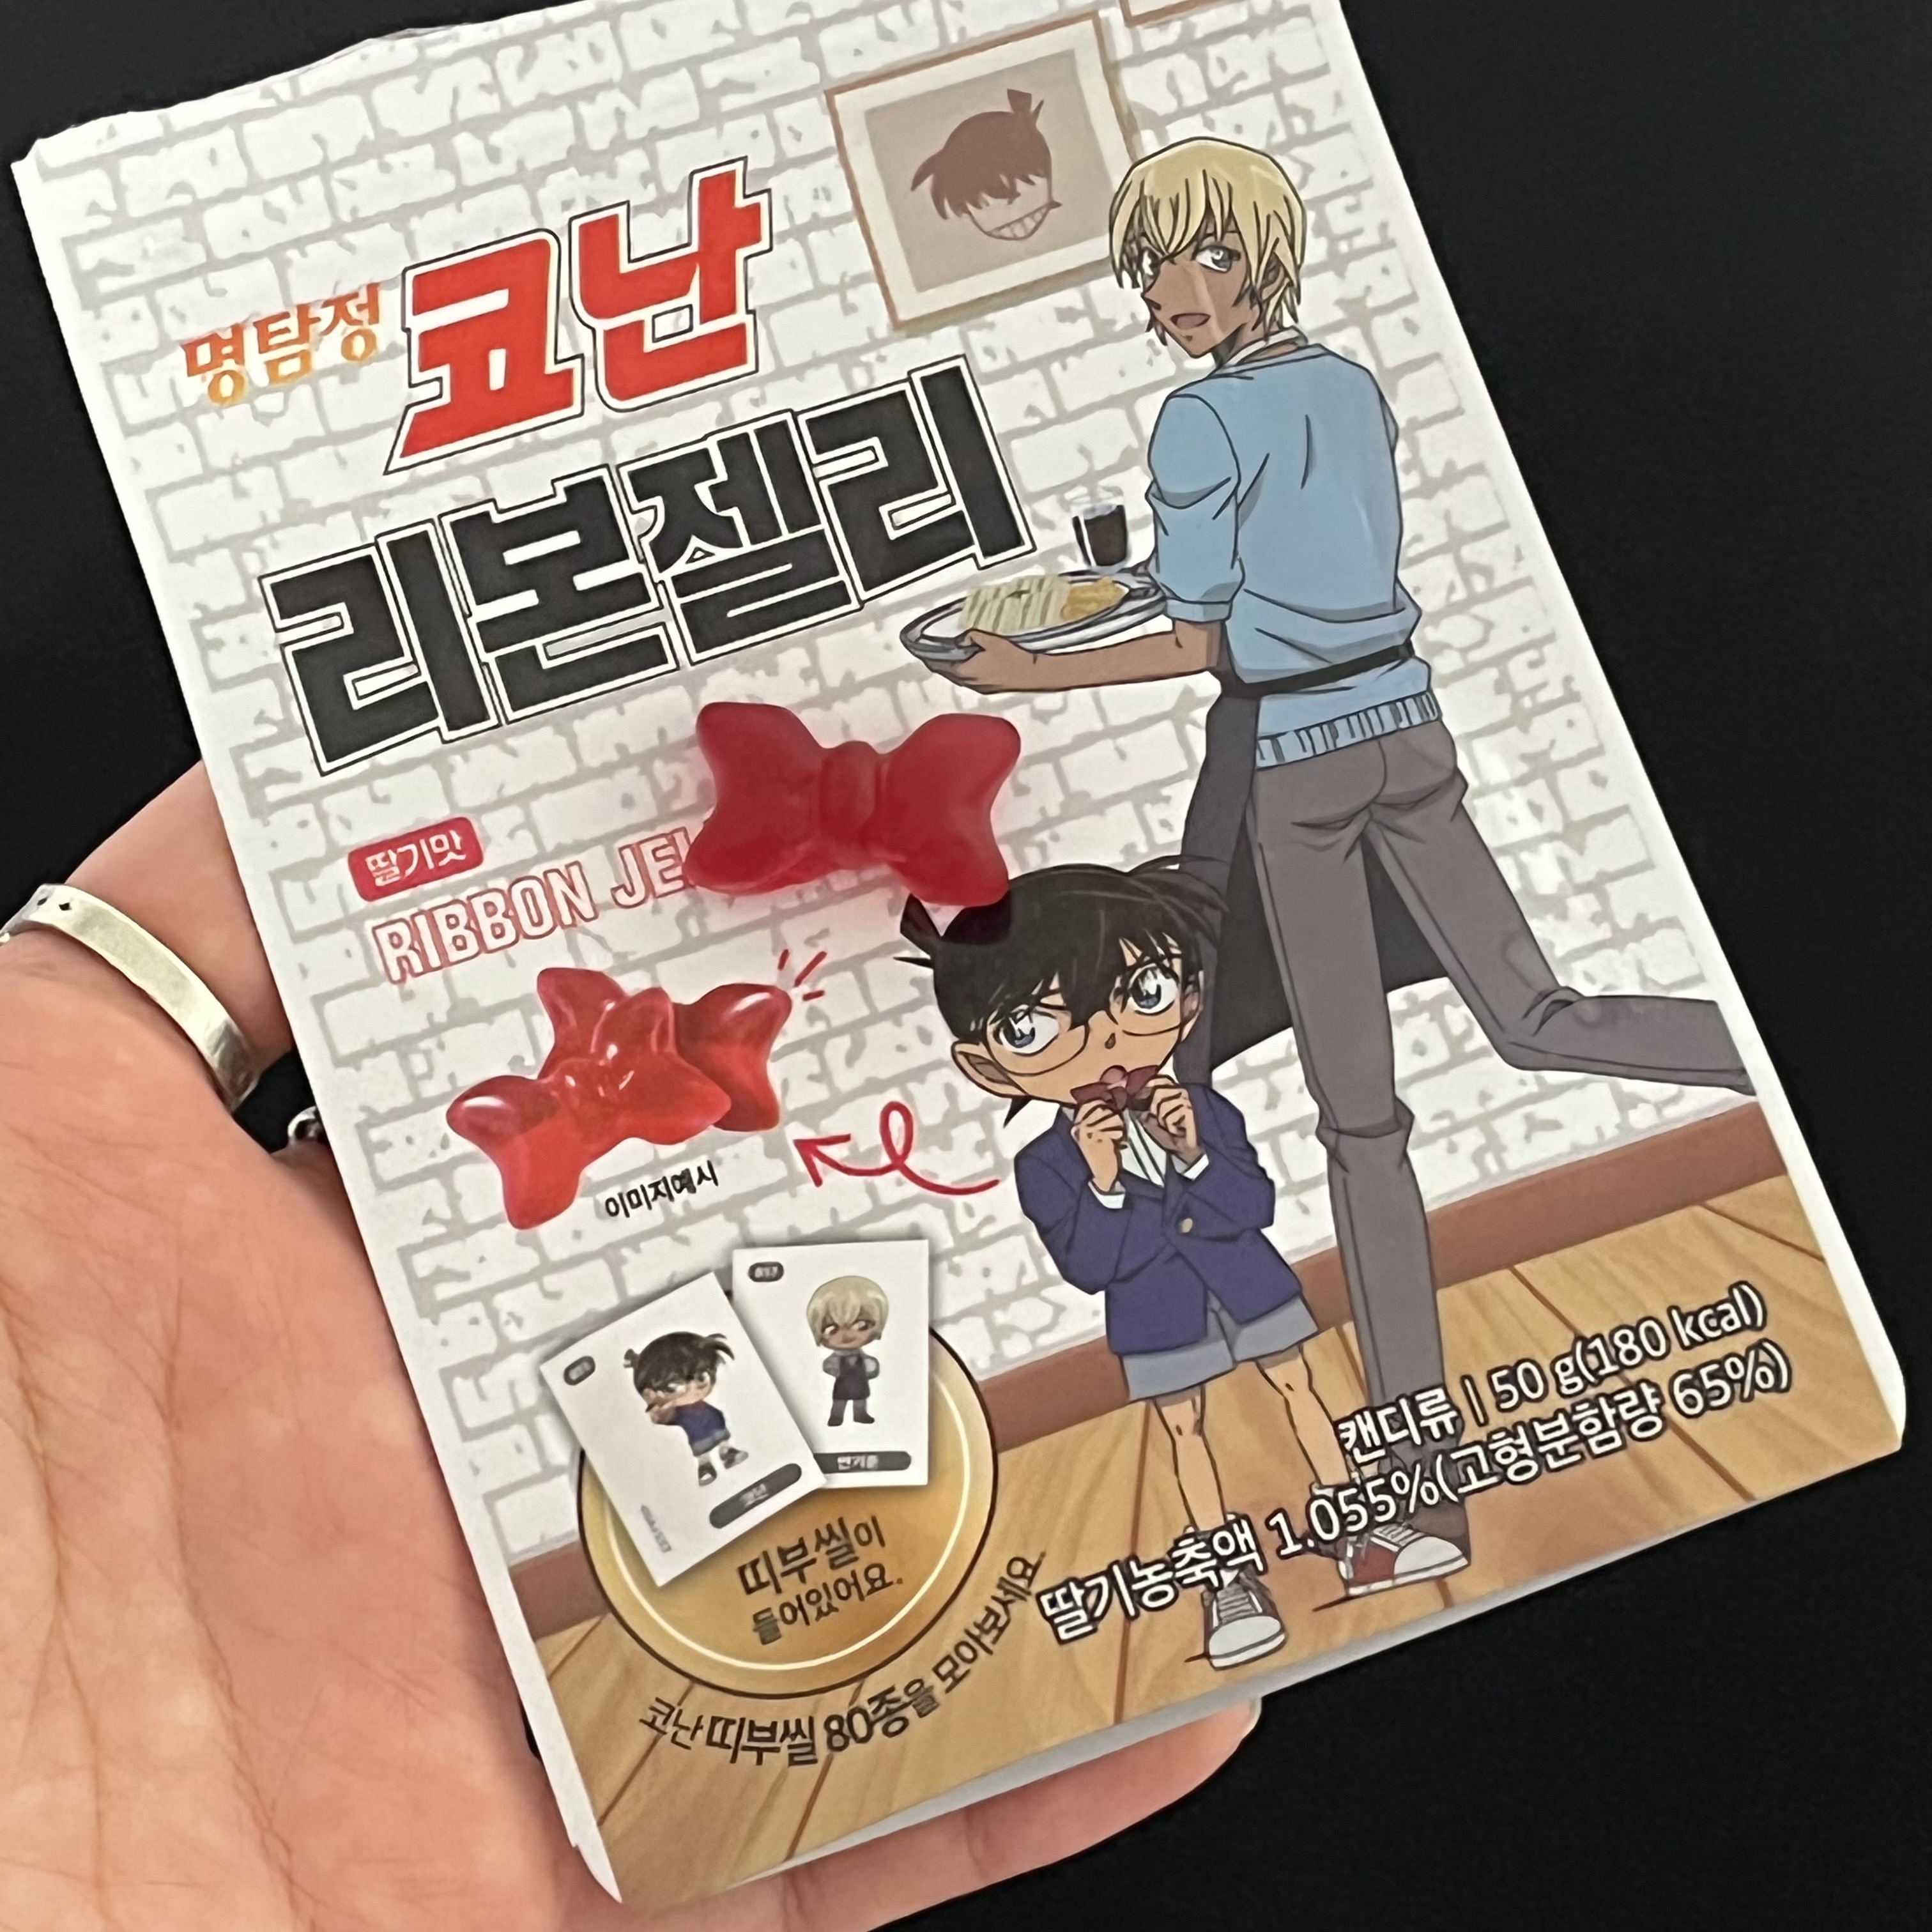 명탐정 코난
리본젤리
딸기맛
RIBBON JEL
이미지예시
띠부씰이
들어있어요.
코난 띠부씰 80종을 모아보세요
캔디류 | 50 g(180 kcal)
딸기농축액 1.055%(고형분함량 65%)